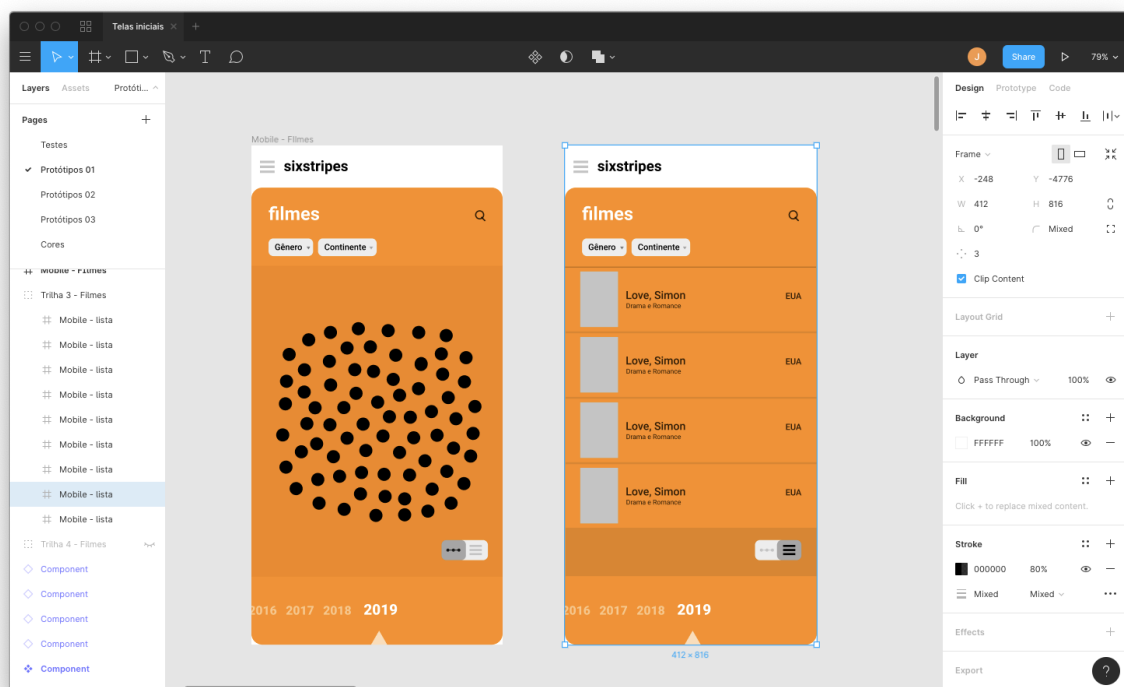 Telas iniciais
Share
79%
J
Layers Assets Protóti...
Pages
Testes
Protótipos 01
Protótipos 02
Protótipos 03
Cores
Mobile - Filmes
Trilha 3 - Filmes
Mobile - lista
Mobile - lista
Mobile - lista
Mobile - lista
Mobile - lista
Mobile - lista
Mobile - lista
Mobile - lista
Mobile - lista
Trilha 4 - Filmes
Component
Component
Component
Component
Component
Mobile - Filmes
sixstripes
filmes
Gênero Continente
2016 2017 2018 2019
sixstripes
filmes
Gênero Continente
Love, Simon EUA
Drama e Romance
Love, Simon EUA
Drama e Romance
Love, Simon EUA
Drama e Romance
Love, Simon EUA
Drama e Romance
2016 2017 2018 2019
412 × 816
Design Prototype Code
Frame
X -248 Y -4776
W 412 H 816
0° Mixed
3
Clip Content
Layout Grid
Layer
Pass Through 100%
Background
FFFFFF 100%
Fill
Click + to replace mixed content.
Stroke
000000 80%
Mixed Mixed
Effects
Export
?